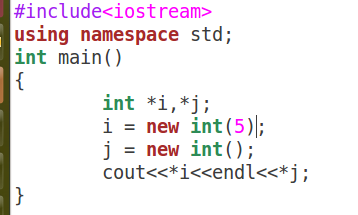 #include<iostream>
using namespace std;
int main()
{
        int *i,*j;
        i = new int(5);
        j = new int();
        cout<<*i<<endl<<*j;
}